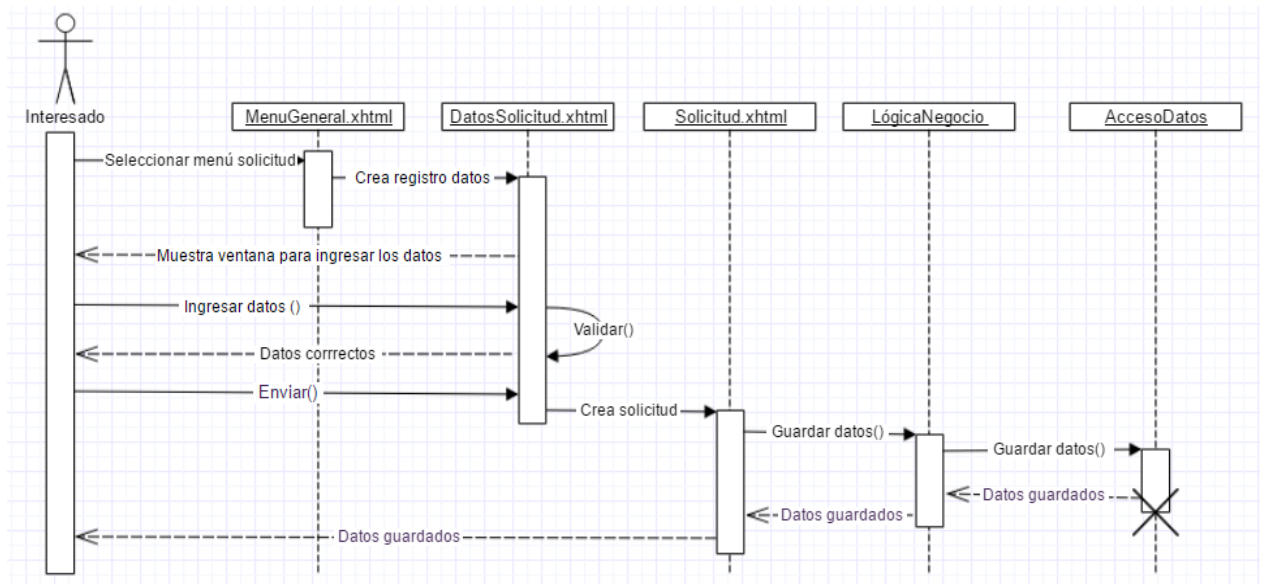 Interesado
MenuGeneral.xhtml
DatosSolicitud.xhtml
Solicitud.xhtml
LógicaNegocio
AccesoDatos
Seleccionar menú solicitud
Crea registro datos
Muestra ventana para ingresar los datos
Ingresar datos ()
Validar()
Datos corrrectos
Enviar()
Crea solicitud
Guardar datos()
Guardar datos()
Datos guardados
Datos guardados
Datos guardados